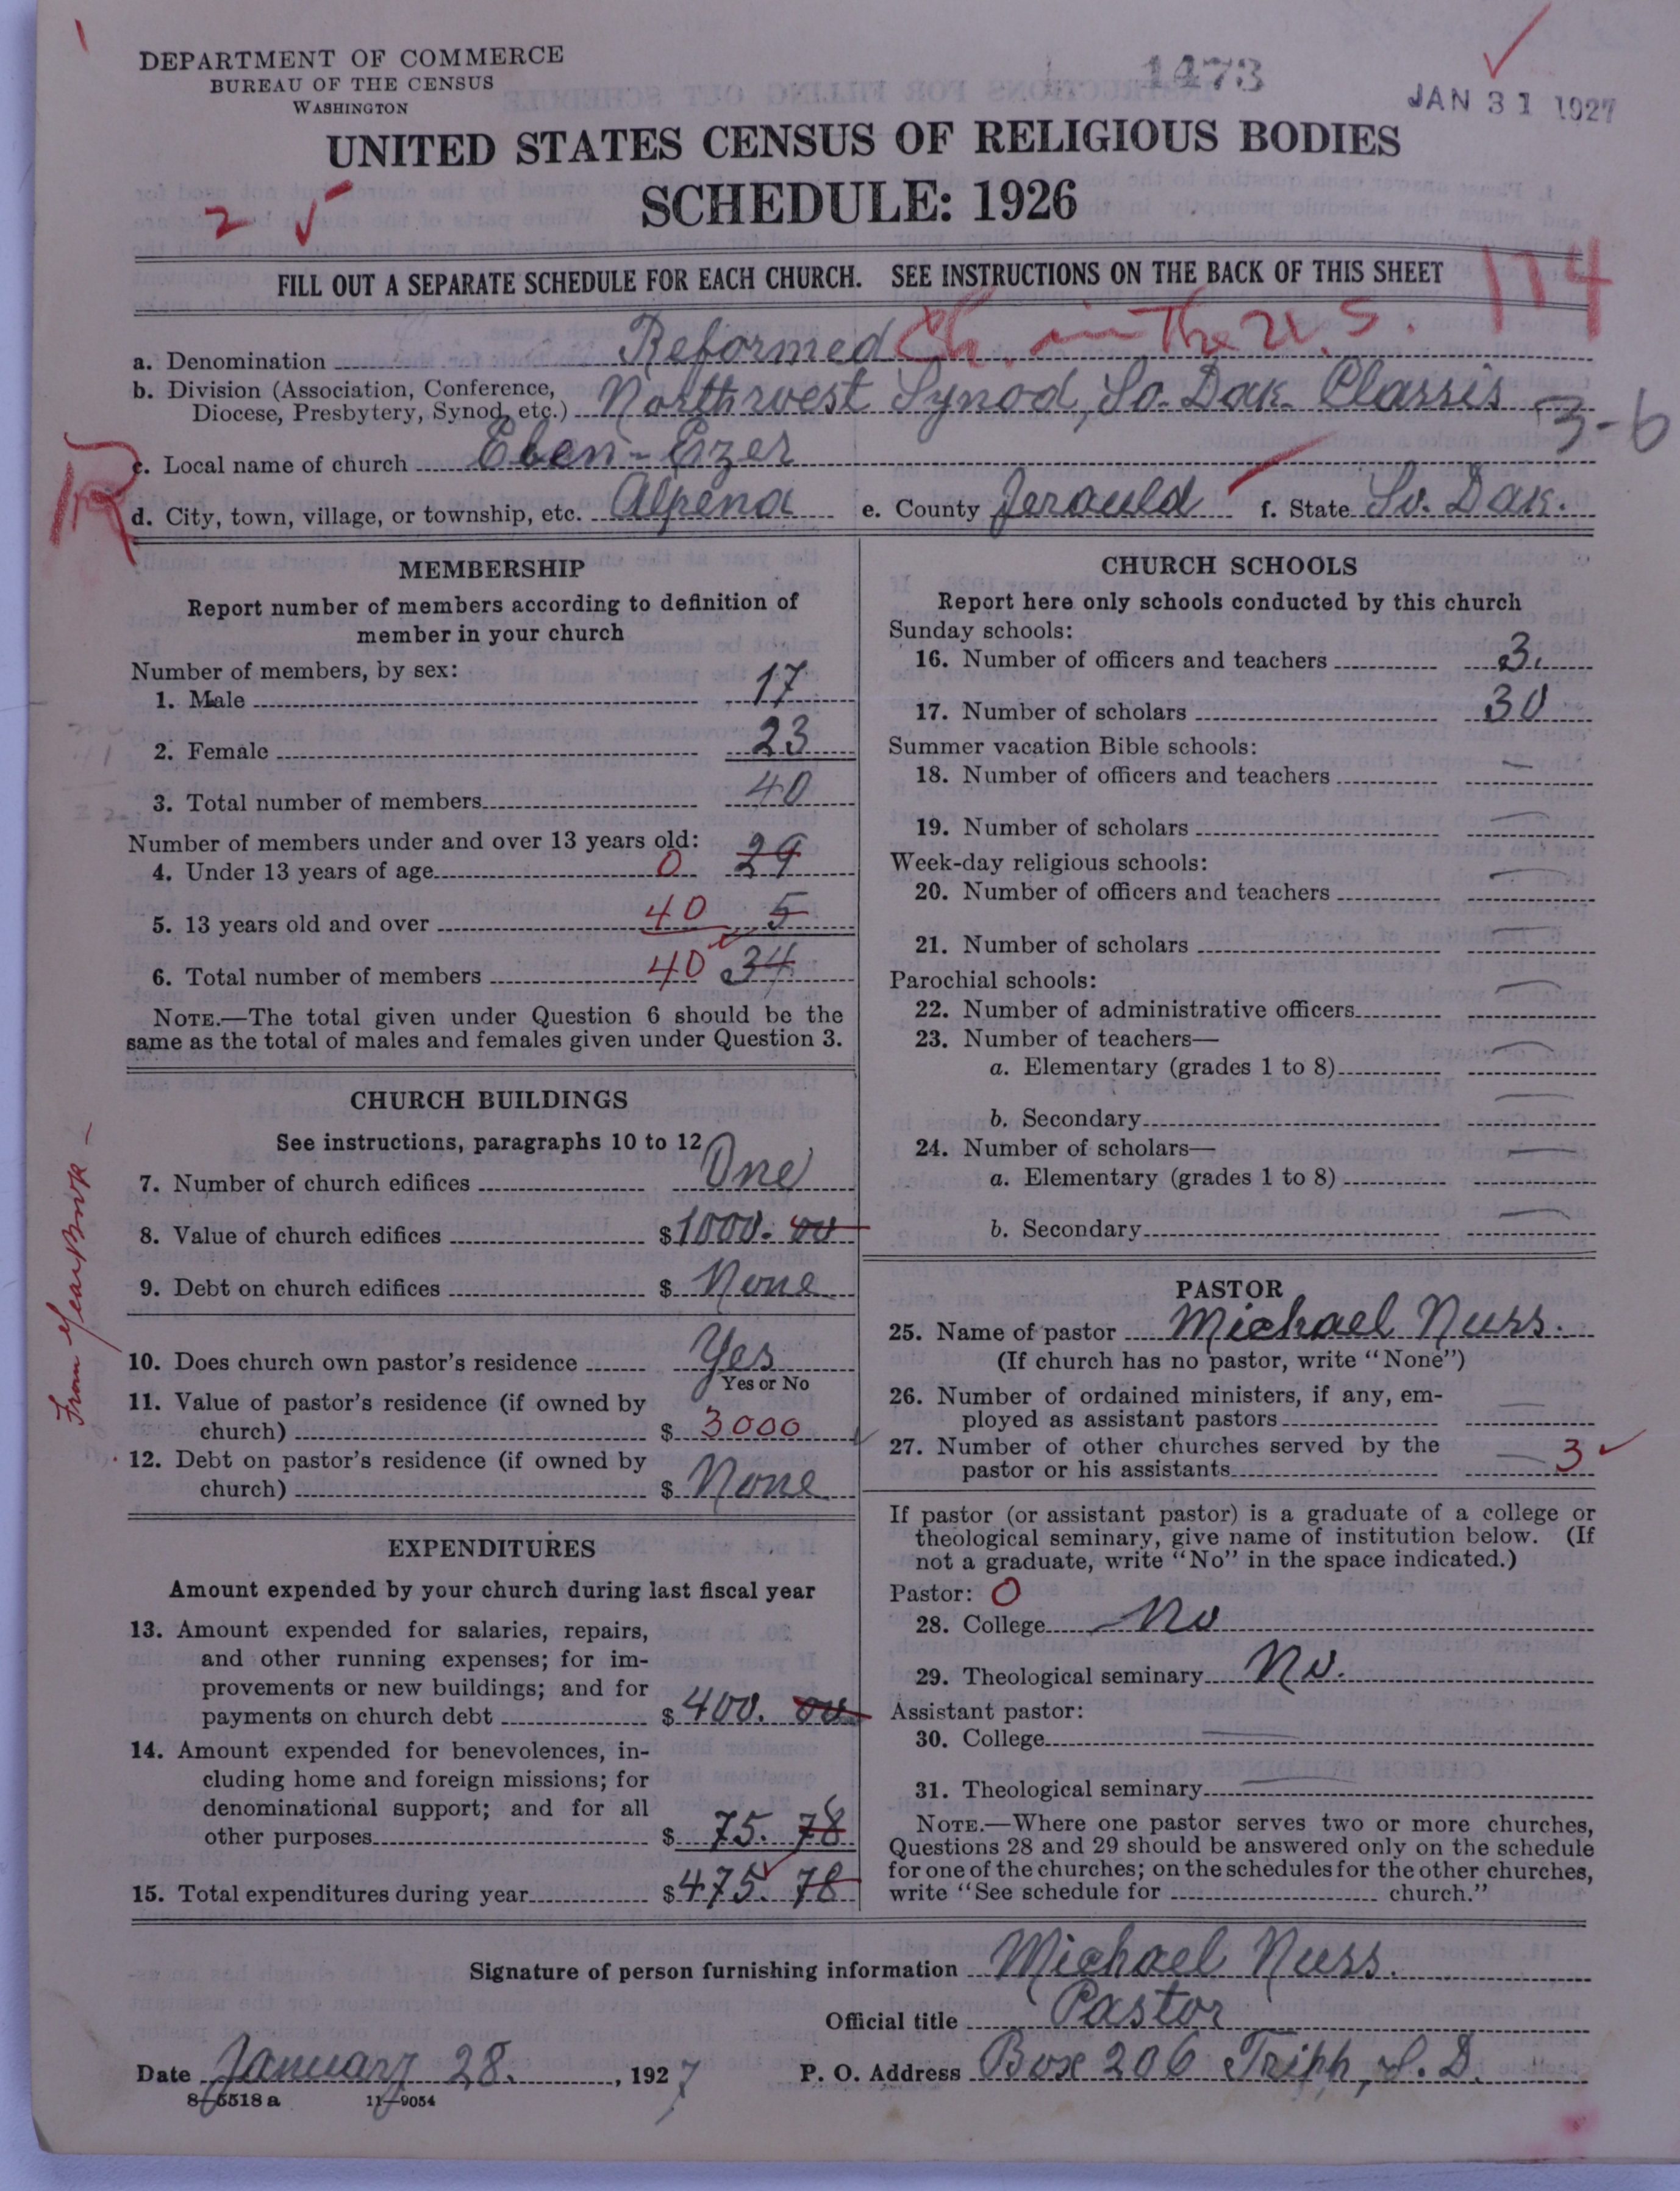 DEPARTMENT OF COMMERCE
BUREAU OF THE CENSUS
WASHINGTON
1473
JAN 31 1927
UNITED STATES CENSUS OF RELIGIOUS BODIES
SCHEDULE: 1926
2
FILL OUT A SEPARATE SCHEDULE FOR EACH CHURCH. SEE INSTRUCTIONS ON THE BACK OF THIS SHEET
114
a. Denomination Reformed Ch. in The U.S.
b. Division (Association, Conference,
Diocese, Presbytery, Synod, etc.) Northwest Synod, So. Dak. Classis
3-6
R
c. Local name of church Eben-Ezer
d. City, town, village, or township, etc. Alpena e. County Jerauld f. State So. Dak.
MEMBERSHIP
Report number of members according to definition of
member in your church
Number of members, by sex:
1. Male 17
2. Female 23
3. Total number of members 40
Number of members under and over 13 years old:
4. Under 13 years of age 0 29
5. 13 years old and over 40 5
6. Total number of members 40 34
NOTE.—The total given under Question 6 should be the
same as the total of males and females given under Question 3.
CHURCH BUILDINGS
See instructions, paragraphs 10 to 12
7. Number of church edifices One
8. Value of church edifices $1000. 00
9. Debt on church edifices $ None
From Year Book -
10. Does church own pastor's residence Yes
Yes or No
11. Value of pastor's residence (if owned by
church) $ 3000
12. Debt on pastor's residence (if owned by
church) $ None
EXPENDITURES
Amount expended by your church during last fiscal year
13. Amount expended for salaries, repairs,
and other running expenses; for im-
provements or new buildings; and for
payments on church debt $ 400. 00
14. Amount expended for benevolences, in-
cluding home and foreign missions; for
denominational support; and for all
other purposes $ 75. 78
15. Total expenditures during year $475. 78
CHURCH SCHOOLS
Report here only schools conducted by this church
Sunday schools:
16. Number of officers and teachers 3.
17. Number of scholars 30
Summer vacation Bible schools:
18. Number of officers and teachers
19. Number of scholars
Week-day religious schools:
20. Number of officers and teachers
21. Number of scholars
Parochial schools:
22. Number of administrative officers
23. Number of teachers—
a. Elementary (grades 1 to 8)
b. Secondary
24. Number of scholars—
a. Elementary (grades 1 to 8)
b. Secondary
PASTOR
25. Name of pastor Michael Nuss.
(If church has no pastor, write "None")
26. Number of ordained ministers, if any, em-
ployed as assistant pastors
27. Number of other churches served by the
pastor or his assistants 3
If pastor (or assistant pastor) is a graduate of a college or
theological seminary, give name of institution below. (If
not a graduate, write "No" in the space indicated.)
Pastor: 0
28. College No
29. Theological seminary No.
Assistant pastor:
30. College
31. Theological seminary
NOTE.—Where one pastor serves two or more churches,
Questions 28 and 29 should be answered only on the schedule
for one of the churches; on the schedules for the other churches,
write "See schedule for church."
Signature of person furnishing information Michael Nuss.
Official title Pastor
Date January 28., 1927 P. O. Address Box 206 Triph, S. D.
8-5518 a 11-9054